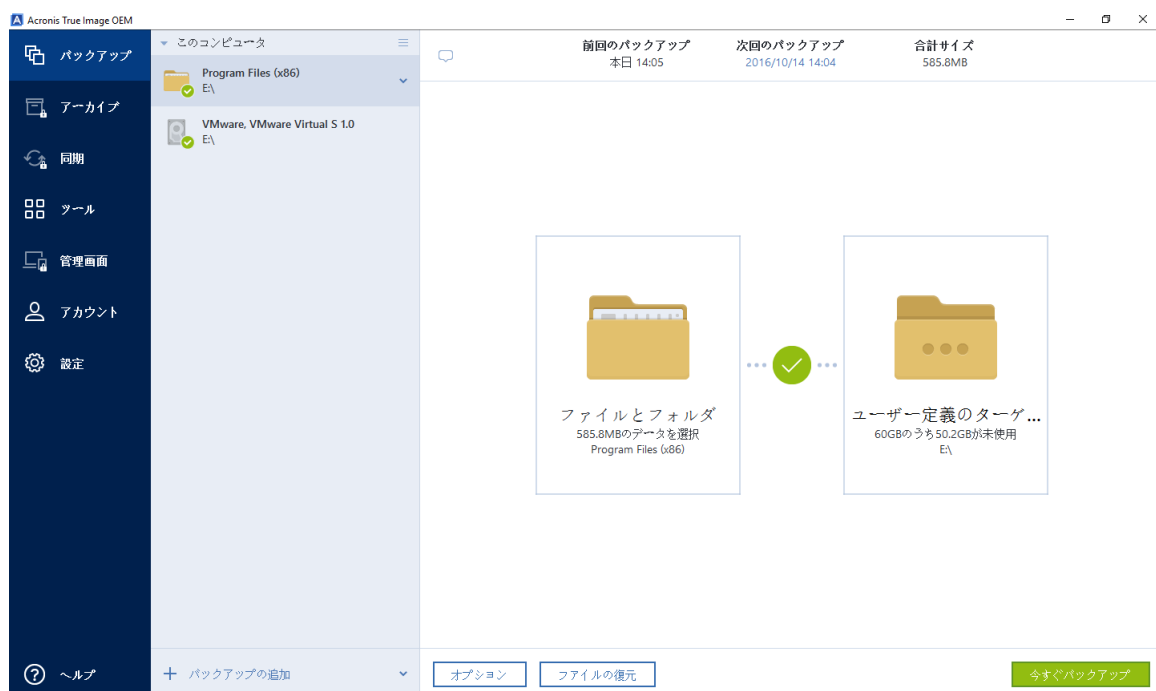 Acronis True Image OEM
バックアップ
アーカイブ
同期
ツール
管理画面
アカウント
設定
ヘルプ
このコンピュータ
Program Files (x86)
E:\
VMware, VMware Virtual S 1.0
E:\
バックアップの追加
前回のバックアップ
本日 14:05
次回のバックアップ
2016/10/14 14:04
合計サイズ
585.8MB
ファイルとフォルダ
585.8MBのデータを選択
Program Files (x86)
ユーザー定義のターゲ...
60GBのうち50.2GBが未使用
E:\
オプション
ファイルの復元
今すぐバックアップ